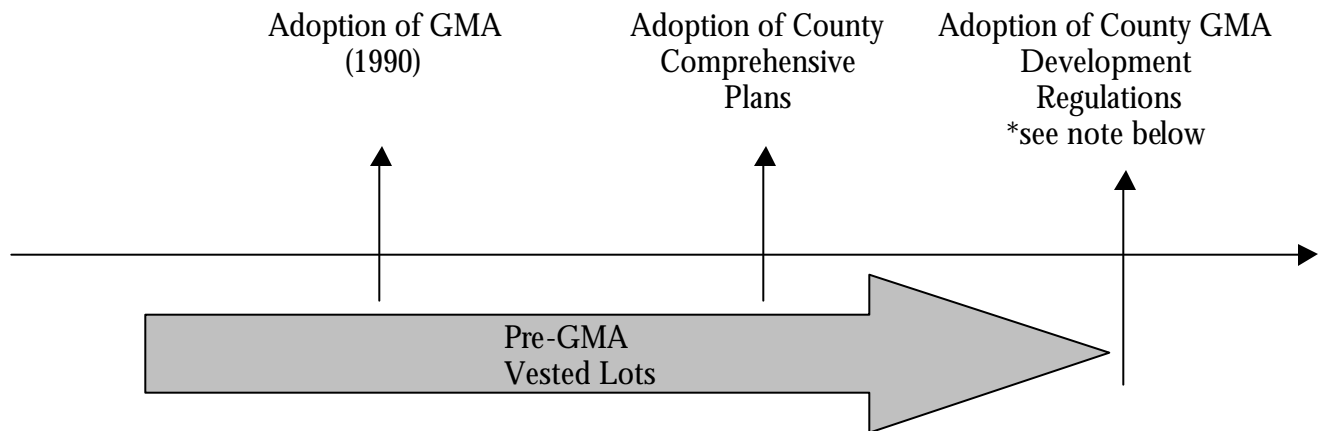 Adoption of GMA
(1990)
Adoption of County
Comprehensive
Plans
Adoption of County GMA
Development
Regulations
*see note below
Pre-GMA
Vested Lots